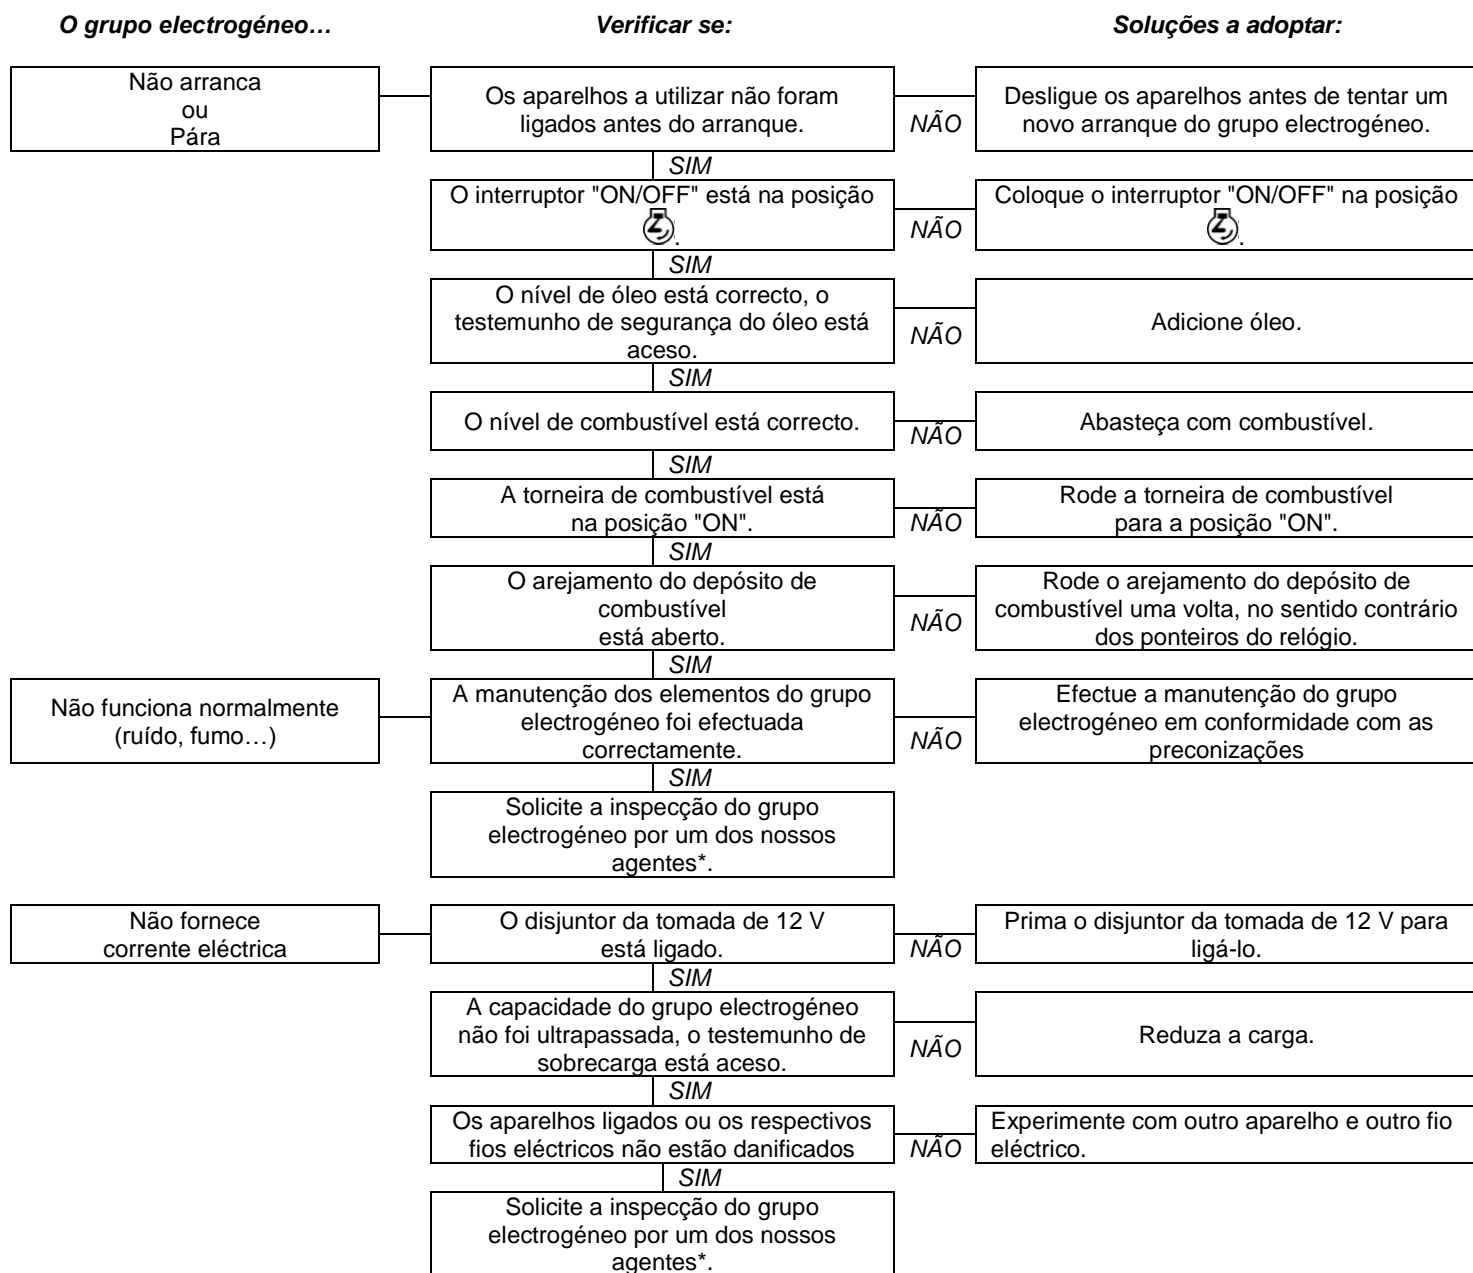 O grupo electrogéneo…
Verificar se:
Soluções a adoptar:
Não arranca
ou
Pára
Os aparelhos a utilizar não foram
ligados antes do arranque.
NÃO
Desligue os aparelhos antes de tentar um
novo arranque do grupo electrogéneo.
SIM
O interruptor "ON/OFF" está na posição
.
NÃO
Coloque o interruptor "ON/OFF" na posição
.
SIM
O nível de óleo está correcto, o
testemunho de segurança do óleo está
aceso.
NÃO
Adicione óleo.
SIM
O nível de combustível está correcto.
NÃO
Abasteça com combustível.
SIM
A torneira de combustível está
na posição "ON".
NÃO
Rode a torneira de combustível
para a posição "ON".
SIM
O arejamento do depósito de
combustível
está aberto.
NÃO
Rode o arejamento do depósito de
combustível uma volta, no sentido contrário
dos ponteiros do relógio.
SIM
Não funciona normalmente
(ruído, fumo…)
A manutenção dos elementos do grupo
electrogéneo foi efectuada
correctamente.
NÃO
Efectue a manutenção do grupo
electrogéneo em conformidade com as
preconizações
SIM
Solicite a inspecção do grupo
electrogéneo por um dos nossos
agentes*.
Não fornece
corrente eléctrica
O disjuntor da tomada de 12 V
está ligado.
NÃO
Prima o disjuntor da tomada de 12 V para
ligá-lo.
SIM
A capacidade do grupo electrogéneo
não foi ultrapassada, o testemunho de
sobrecarga está aceso.
NÃO
Reduza a carga.
SIM
Os aparelhos ligados ou os respectivos
fios eléctricos não estão danificados
NÃO
Experimente com outro aparelho e outro fio
eléctrico.
SIM
Solicite a inspecção do grupo
electrogéneo por um dos nossos
agentes*.